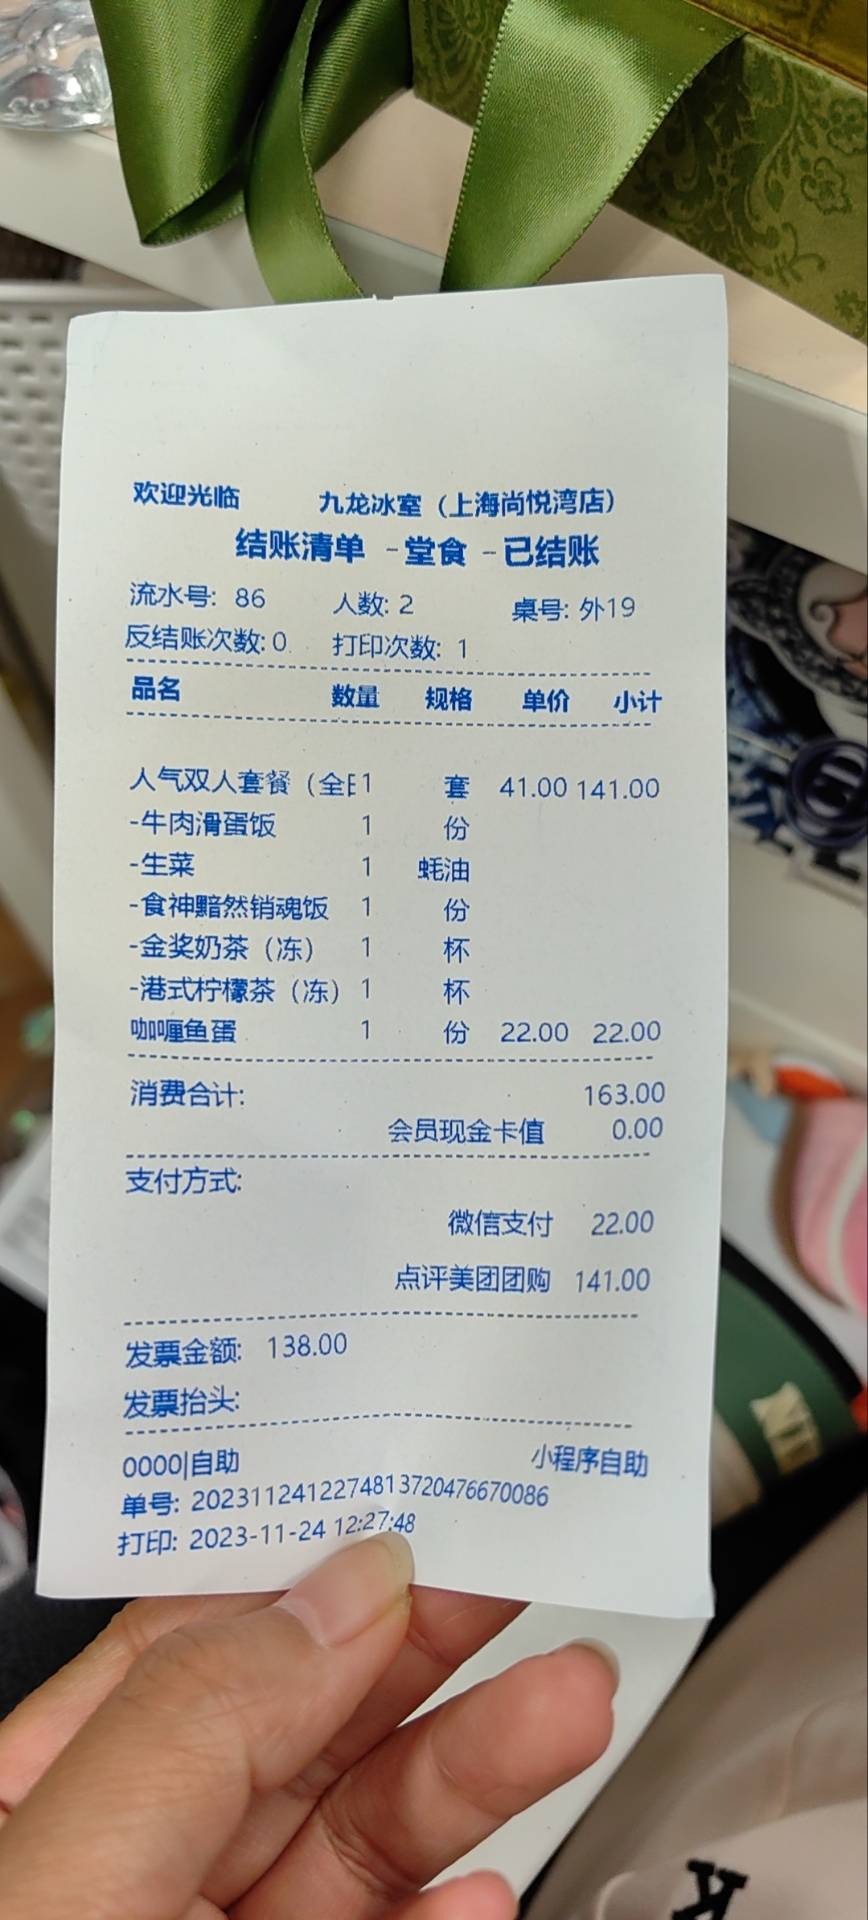 欢迎光临 九龙冰室（上海尚悦湾店）
结账清单 -堂食 -已结账
流水号: 86 人数: 2 桌号: 外19
反结账次数: 0 打印次数: 1
品名 数量 规格 单价 小计
人气双人套餐（全日 1 套 41.00 141.00
-牛肉滑蛋饭 1 份
-生菜 1 蚝油
-食神黯然销魂饭 1 份
-金奖奶茶（冻） 1 杯
-港式柠檬茶（冻） 1 杯
咖喱鱼蛋 1 份 22.00 22.00
消费合计: 163.00
会员现金卡值 0.00
支付方式:
微信支付 22.00
点评美团团购 141.00
发票金额: 138.00
发票抬头:
0000|自助 小程序自助
单号: 2023112412274813720476670086
打印: 2023-11-24 12:27:48
K